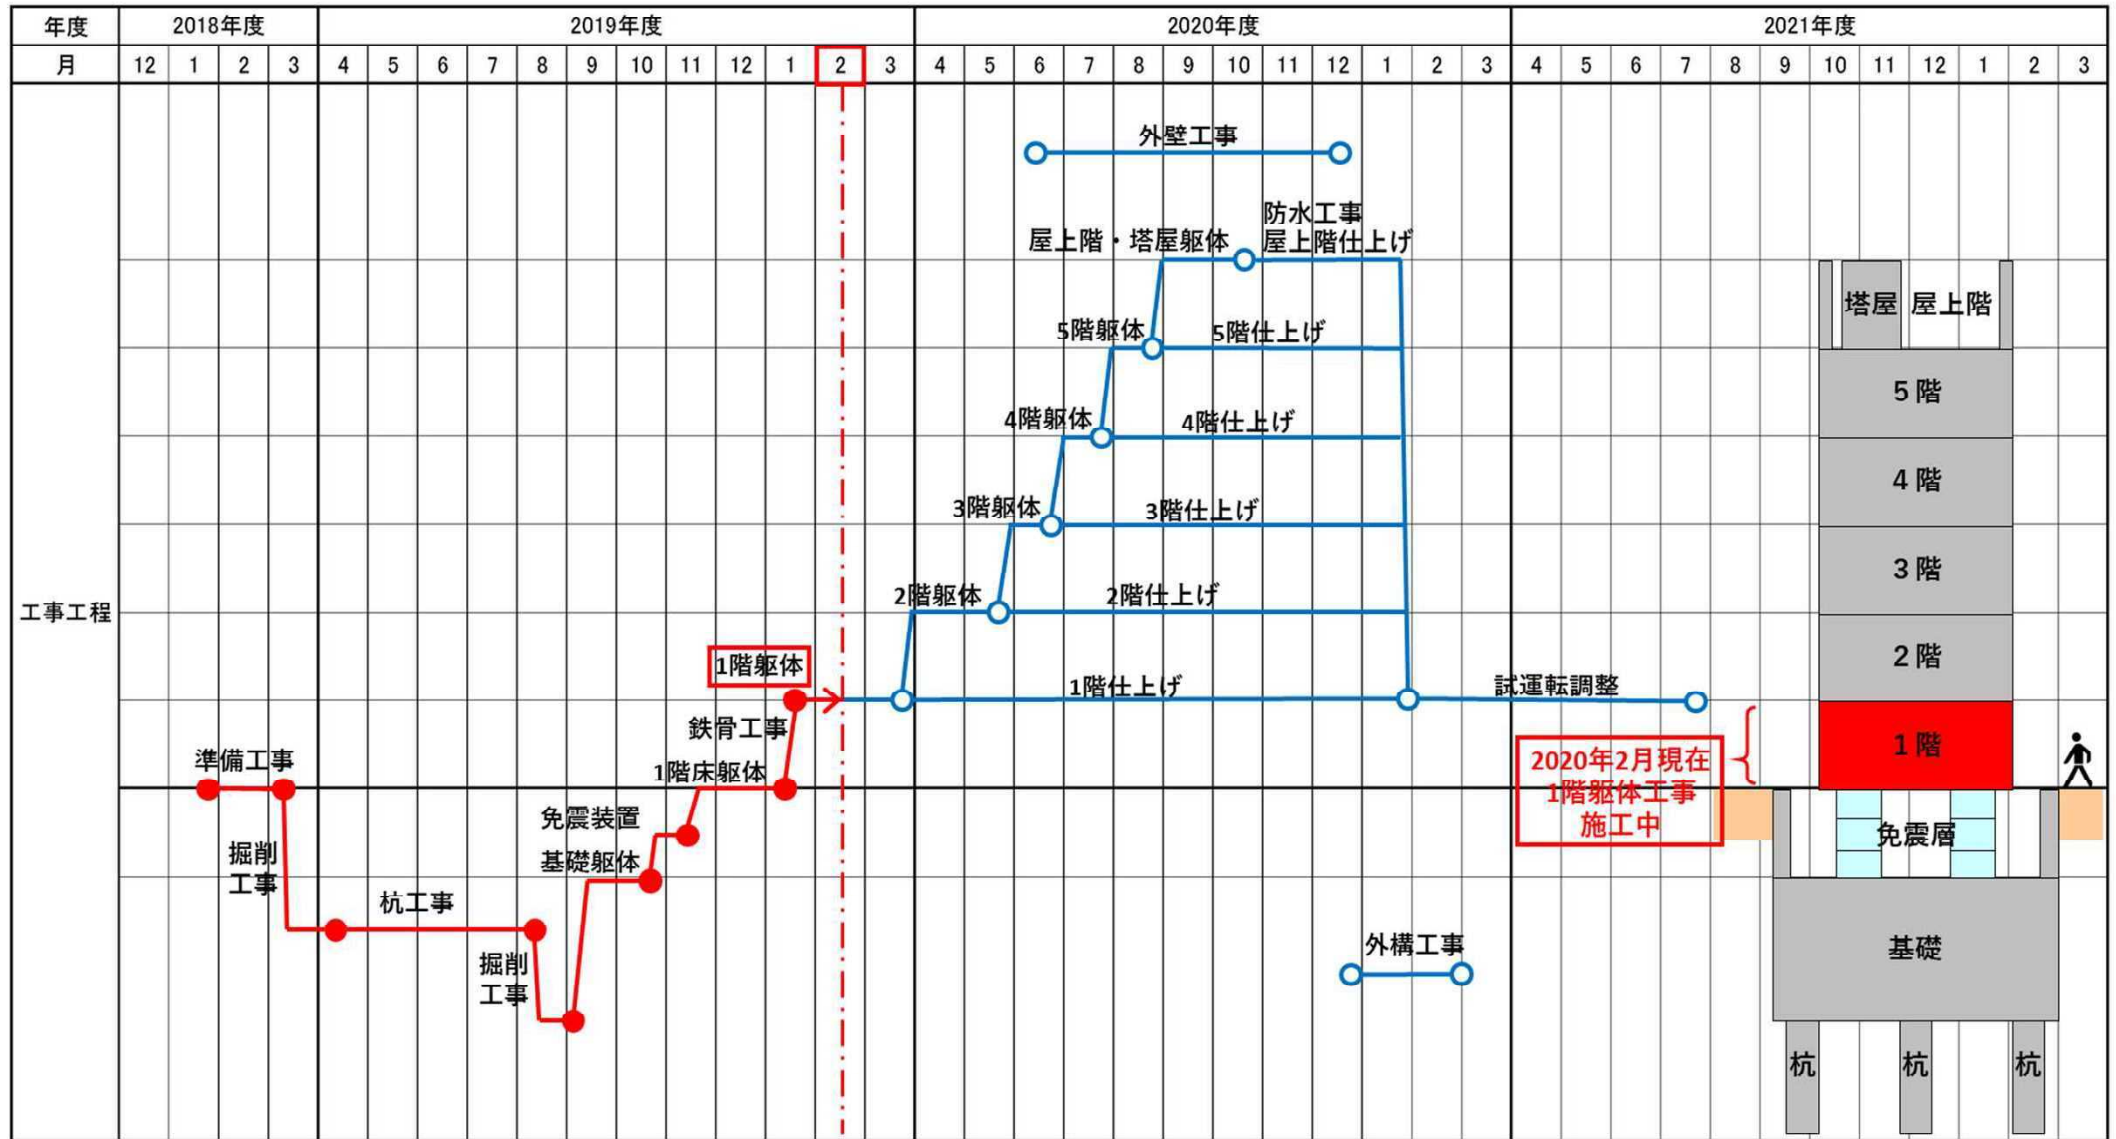 年度 2018年度 2019年度 2020年度 2021年度
月 12 1 2 3 4 5 6 7 8 9 10 11 12 1 2 3 4 5 6 7 8 9 10 11 12 1 2 3 4 5 6 7 8 9 10 11 12 1 2 3
外壁工事
防水工事
屋上階・塔屋躯体 屋上階仕上げ
塔屋 屋上階
5階躯体 5階仕上げ
5階
4階躯体 4階仕上げ
4階
3階躯体 3階仕上げ
3階
工事工程
2階躯体 2階仕上げ
2階
1階躯体
1階仕上げ 試運転調整
鉄骨工事
1階
準備工事
1階床躯体
2020年2月現在
1階躯体工事
施工中
免震装置
免震層
掘削
工事
基礎躯体
杭工事
外構工事
基礎
掘削
工事
杭 杭 杭